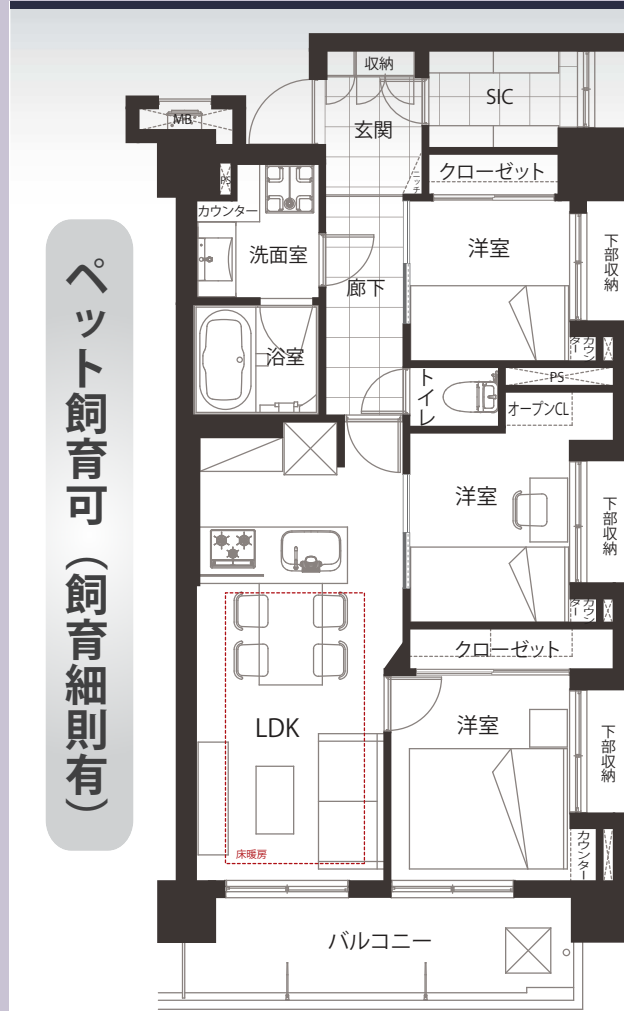 ペット飼育可（飼育細則有）
収納
SIC
玄関
MB
PS
ニッチ
クローゼット
カウンター
洗面室
洋室
下部収納
廊下
浴室
カウンター
トイレ
PS
オープンCL
洋室
下部収納
カウンター
クローゼット
LDK
洋室
下部収納
カウンター
床暖房
バルコニー